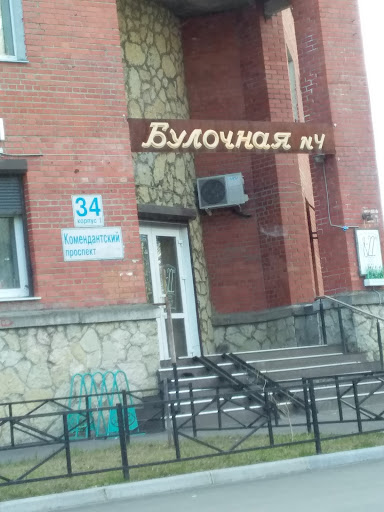 Булочная №4
34
корпус 1
Комендантский
проспект